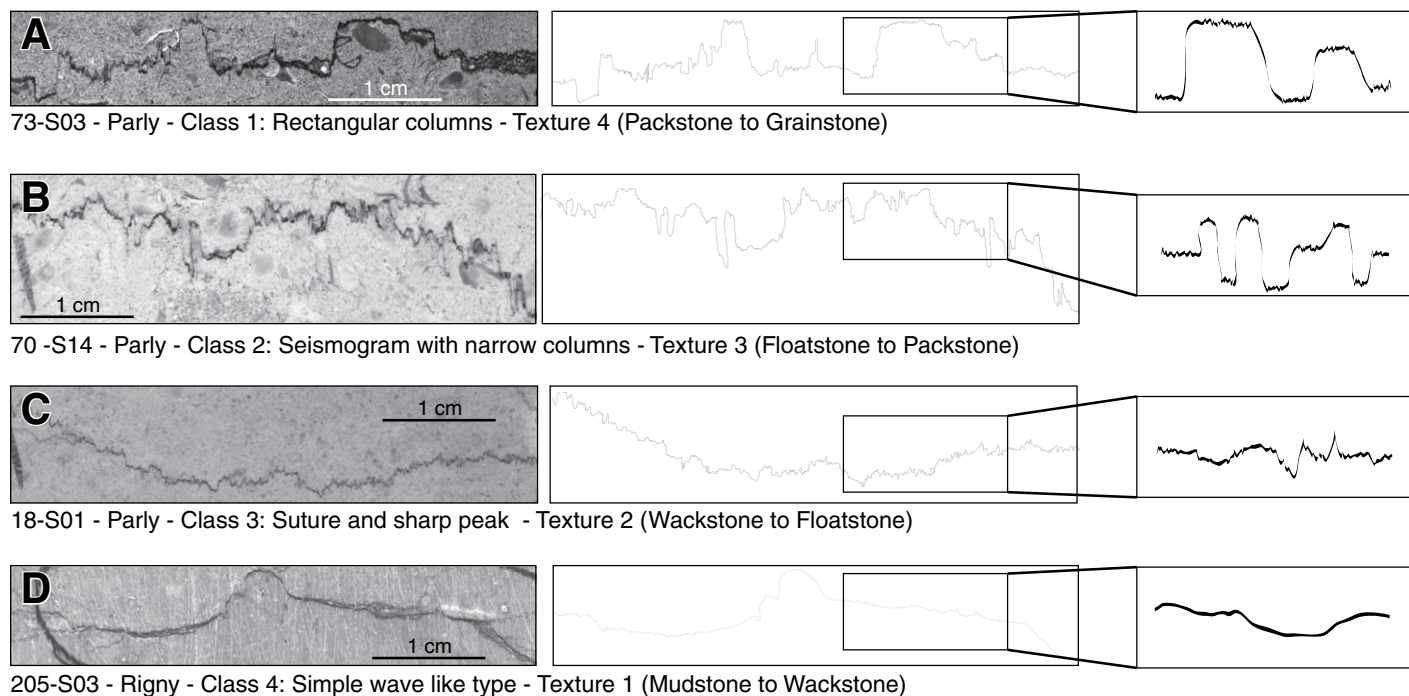 A
1 cm
73-S03 - Parly - Class 1: Rectangular columns - Texture 4 (Packstone to Grainstone)
B
1 cm
70 -S14 - Parly - Class 2: Seismogram with narrow columns - Texture 3 (Floatstone to Packstone)
C
1 cm
18-S01 - Parly - Class 3: Suture and sharp peak - Texture 2 (Wackstone to Floatstone)
D
1 cm
205-S03 - Rigny - Class 4: Simple wave like type - Texture 1 (Mudstone to Wackstone)